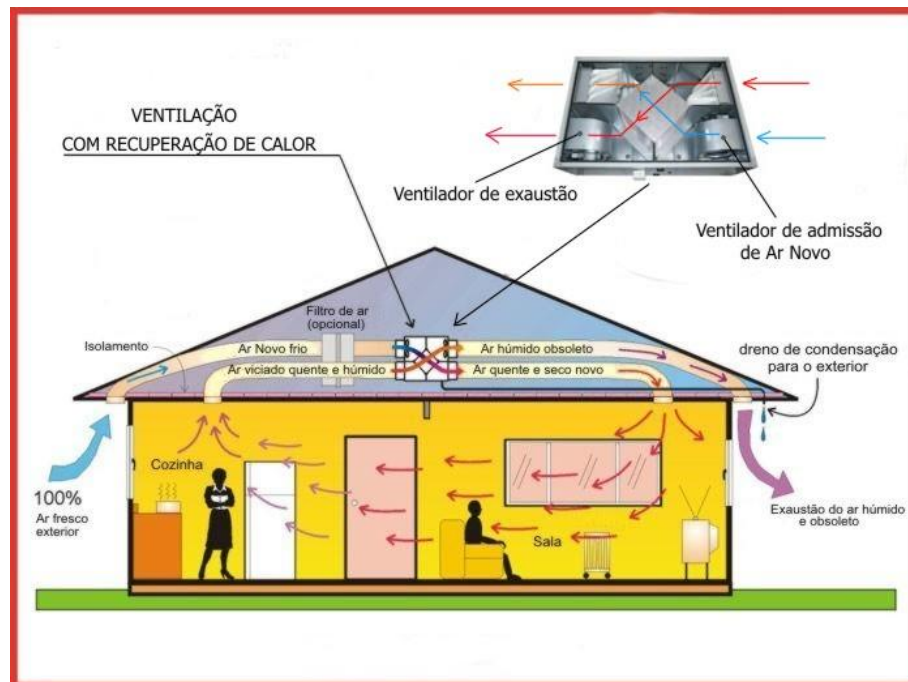 VENTILAÇÃO
COM RECUPERAÇÃO DE CALOR
Ventilador de exaustão
Ventilador de admissão
de Ar Novo
Filtro de ar
(opcional)
Isolamento
Ar Novo frio
Ar húmido obsoleto
Ar viciado quente e húmido
Ar quente e seco novo
dreno de condensação
para o exterior
Cozinha
100%
Ar fresco
exterior
Sala
Exaustão do ar húmido
e obsoleto